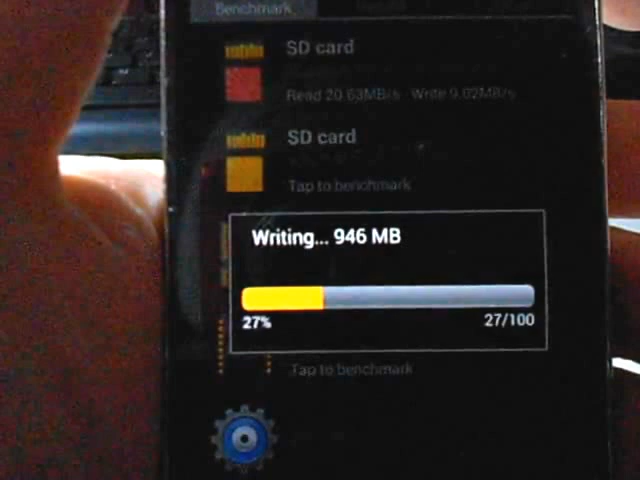 Benchmark
SD card
Read 20.63MB/s - Write 9.02MB/s
SD card
Tap to benchmark
Writing... 946 MB
27%
27/100
Tap to benchmark